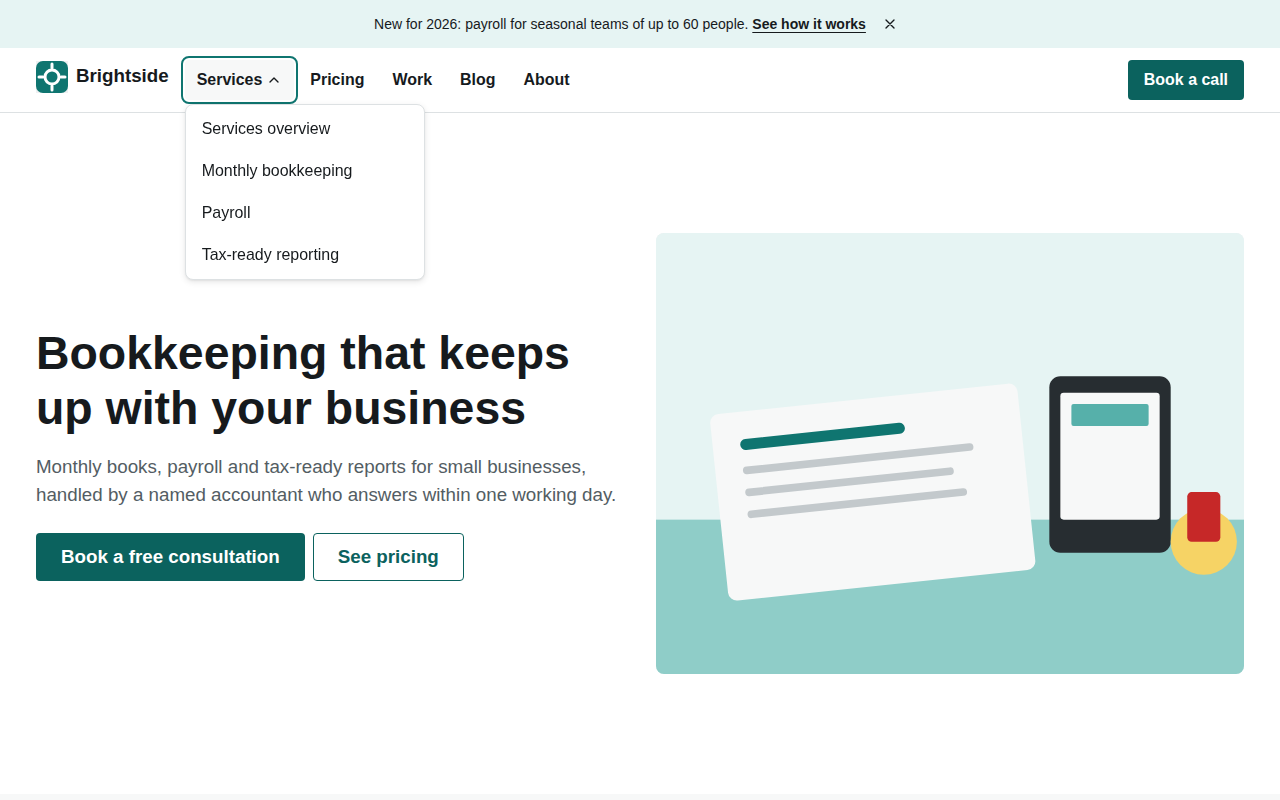 New for 2026: payroll for seasonal teams of up to 60 people. See how it works
Brightside
Services
Pricing
Work
Blog
About
Book a call
Services overview
Monthly bookkeeping
Payroll
Tax-ready reporting
Bookkeeping that keeps
up with your business
Monthly books, payroll and tax-ready reports for small businesses,
handled by a named accountant who answers within one working day.
Book a free consultation
See pricing